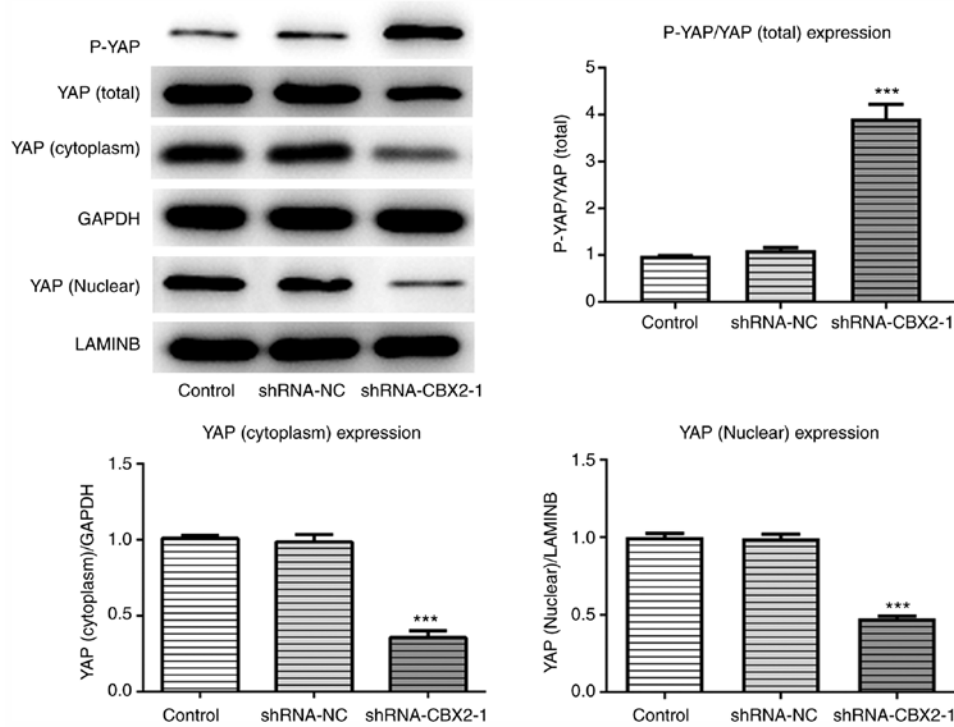 P-YAP
YAP (total)
YAP (cytoplasm)
GAPDH
YAP (Nuclear)
LAMINB
Control shRNA-NC shRNA-CBX2-1
P-YAP/YAP (total) expression
P-YAP/YAP (total)
5
4
2
1
0
***
Control shRNA-NC shRNA-CBX2-1
YAP (cytoplasm) expression
YAP (cytoplasm)/GAPDH
1.5
1.0
0.5
0.0
***
Control shRNA-NC shRNA-CBX2-1
YAP (Nuclear) expression
YAP (Nuclear)/LAMINB
1.5
1.0
0.5
0.0
***
Control shRNA-NC shRNA-CBX2-1